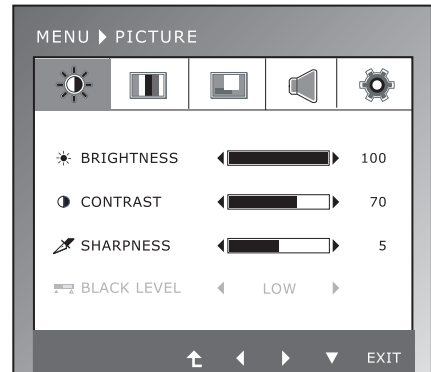 MENU ▶ PICTURE
BRIGHTNESS 100
CONTRAST 70
SHARPNESS 5
BLACK LEVEL LOW
EXIT